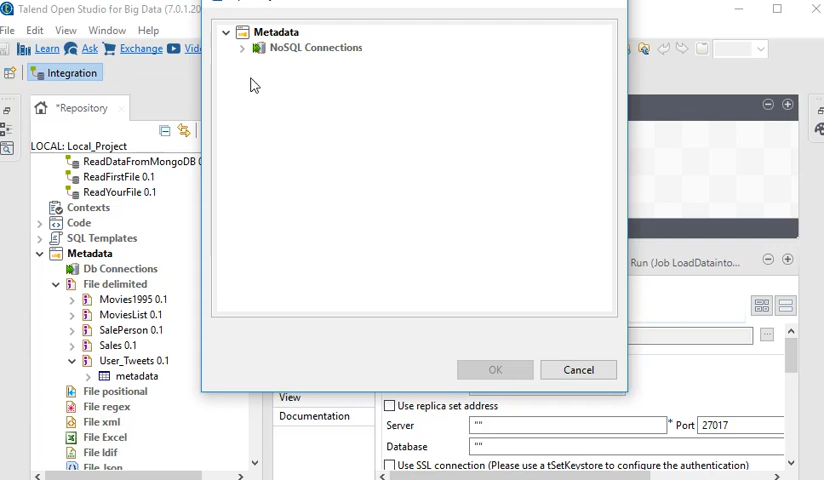 Talend Open Studio for Big Data (7.0.1.20
File Edit View Window Help
Learn Ask Exchange Vide
Integration
*Repository
LOCAL: Local_Project
ReadDataFromMongoDB 0
ReadFirstFile 0.1
ReadYourFile 0.1
Contexts
Code
SQL Templates
Metadata
Db Connections
File delimited
Movies1995 0.1
MoviesList 0.1
SalePerson 0.1
Sales 0.1
User_Tweets 0.1
metadata
File positional
File regex
File xml
File Excel
File ldif
File Json
Metadata
NoSQL Connections
OK Cancel
Run (Job LoadDatainto...
View
Documentation
Use replica set address
Server "" * Port 27017
Database ""
Use SSL connection (Please use a tSetKeystore to configure the authentication)